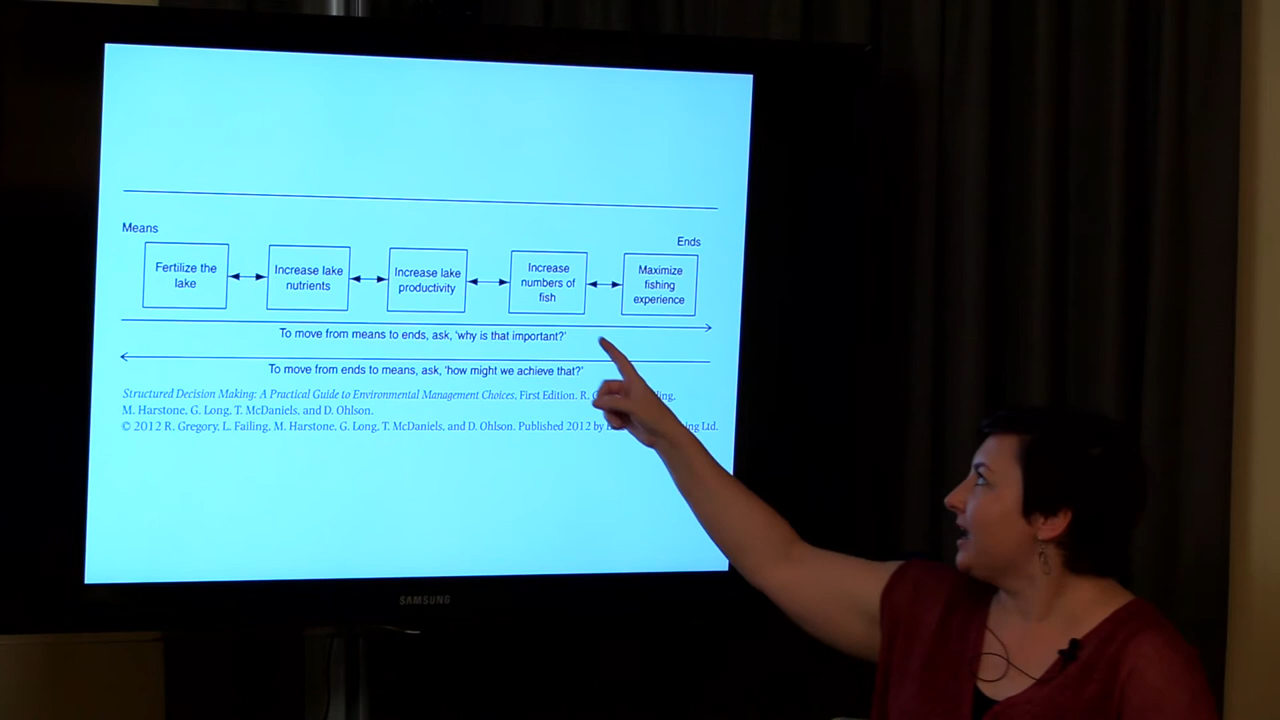 Means
Ends
Fertilize the
lake
Increase lake
nutrients
Increase lake
productivity
Increase
numbers of
fish
Maximize
fishing
experience
To move from means to ends, ask, 'why is that important?'
To move from ends to means, ask, 'how might we achieve that?'
Structured Decision Making: A Practical Guide to Environmental Management Choices, First Edition. R.
M. Harstone, G. Long, T. McDaniels, and D. Ohlson.
© 2012 R. Gregory, L. Failing, M. Harstone, G. Long, T. McDaniels, and D. Ohlson. Published 2012 by Ltd.
SAMSUNG